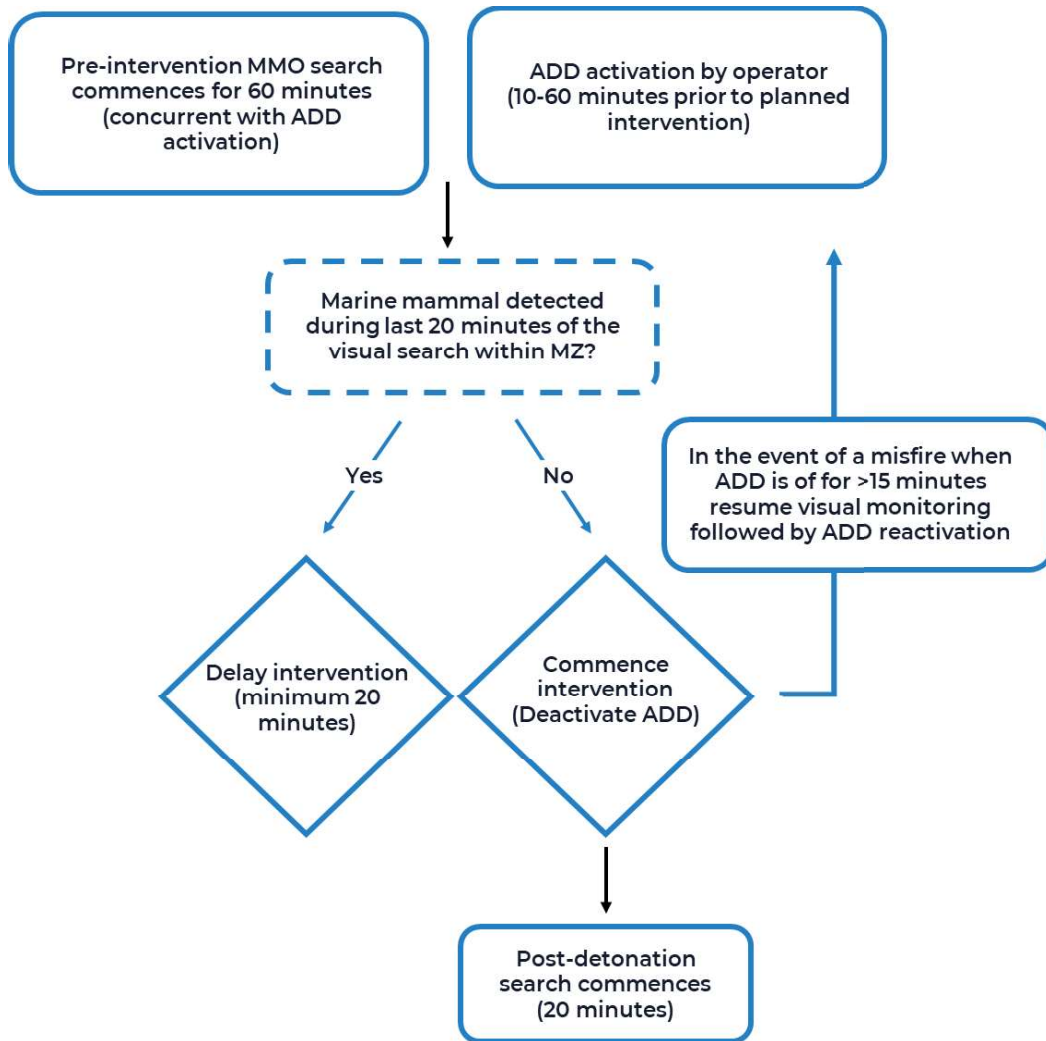 Pre-intervention MMO search
commences for 60 minutes
(concurrent with ADD
activation)
ADD activation by operator
(10-60 minutes prior to planned
intervention)
Marine mammal detected
during last 20 minutes of the
visual search within MZ?
Yes
No
In the event of a misfire when
ADD is of for >15 minutes
resume visual monitoring
followed by ADD reactivation
Delay intervention
(minimum 20
minutes)
Commence
intervention
(Deactivate ADD)
Post-detonation
search commences
(20 minutes)